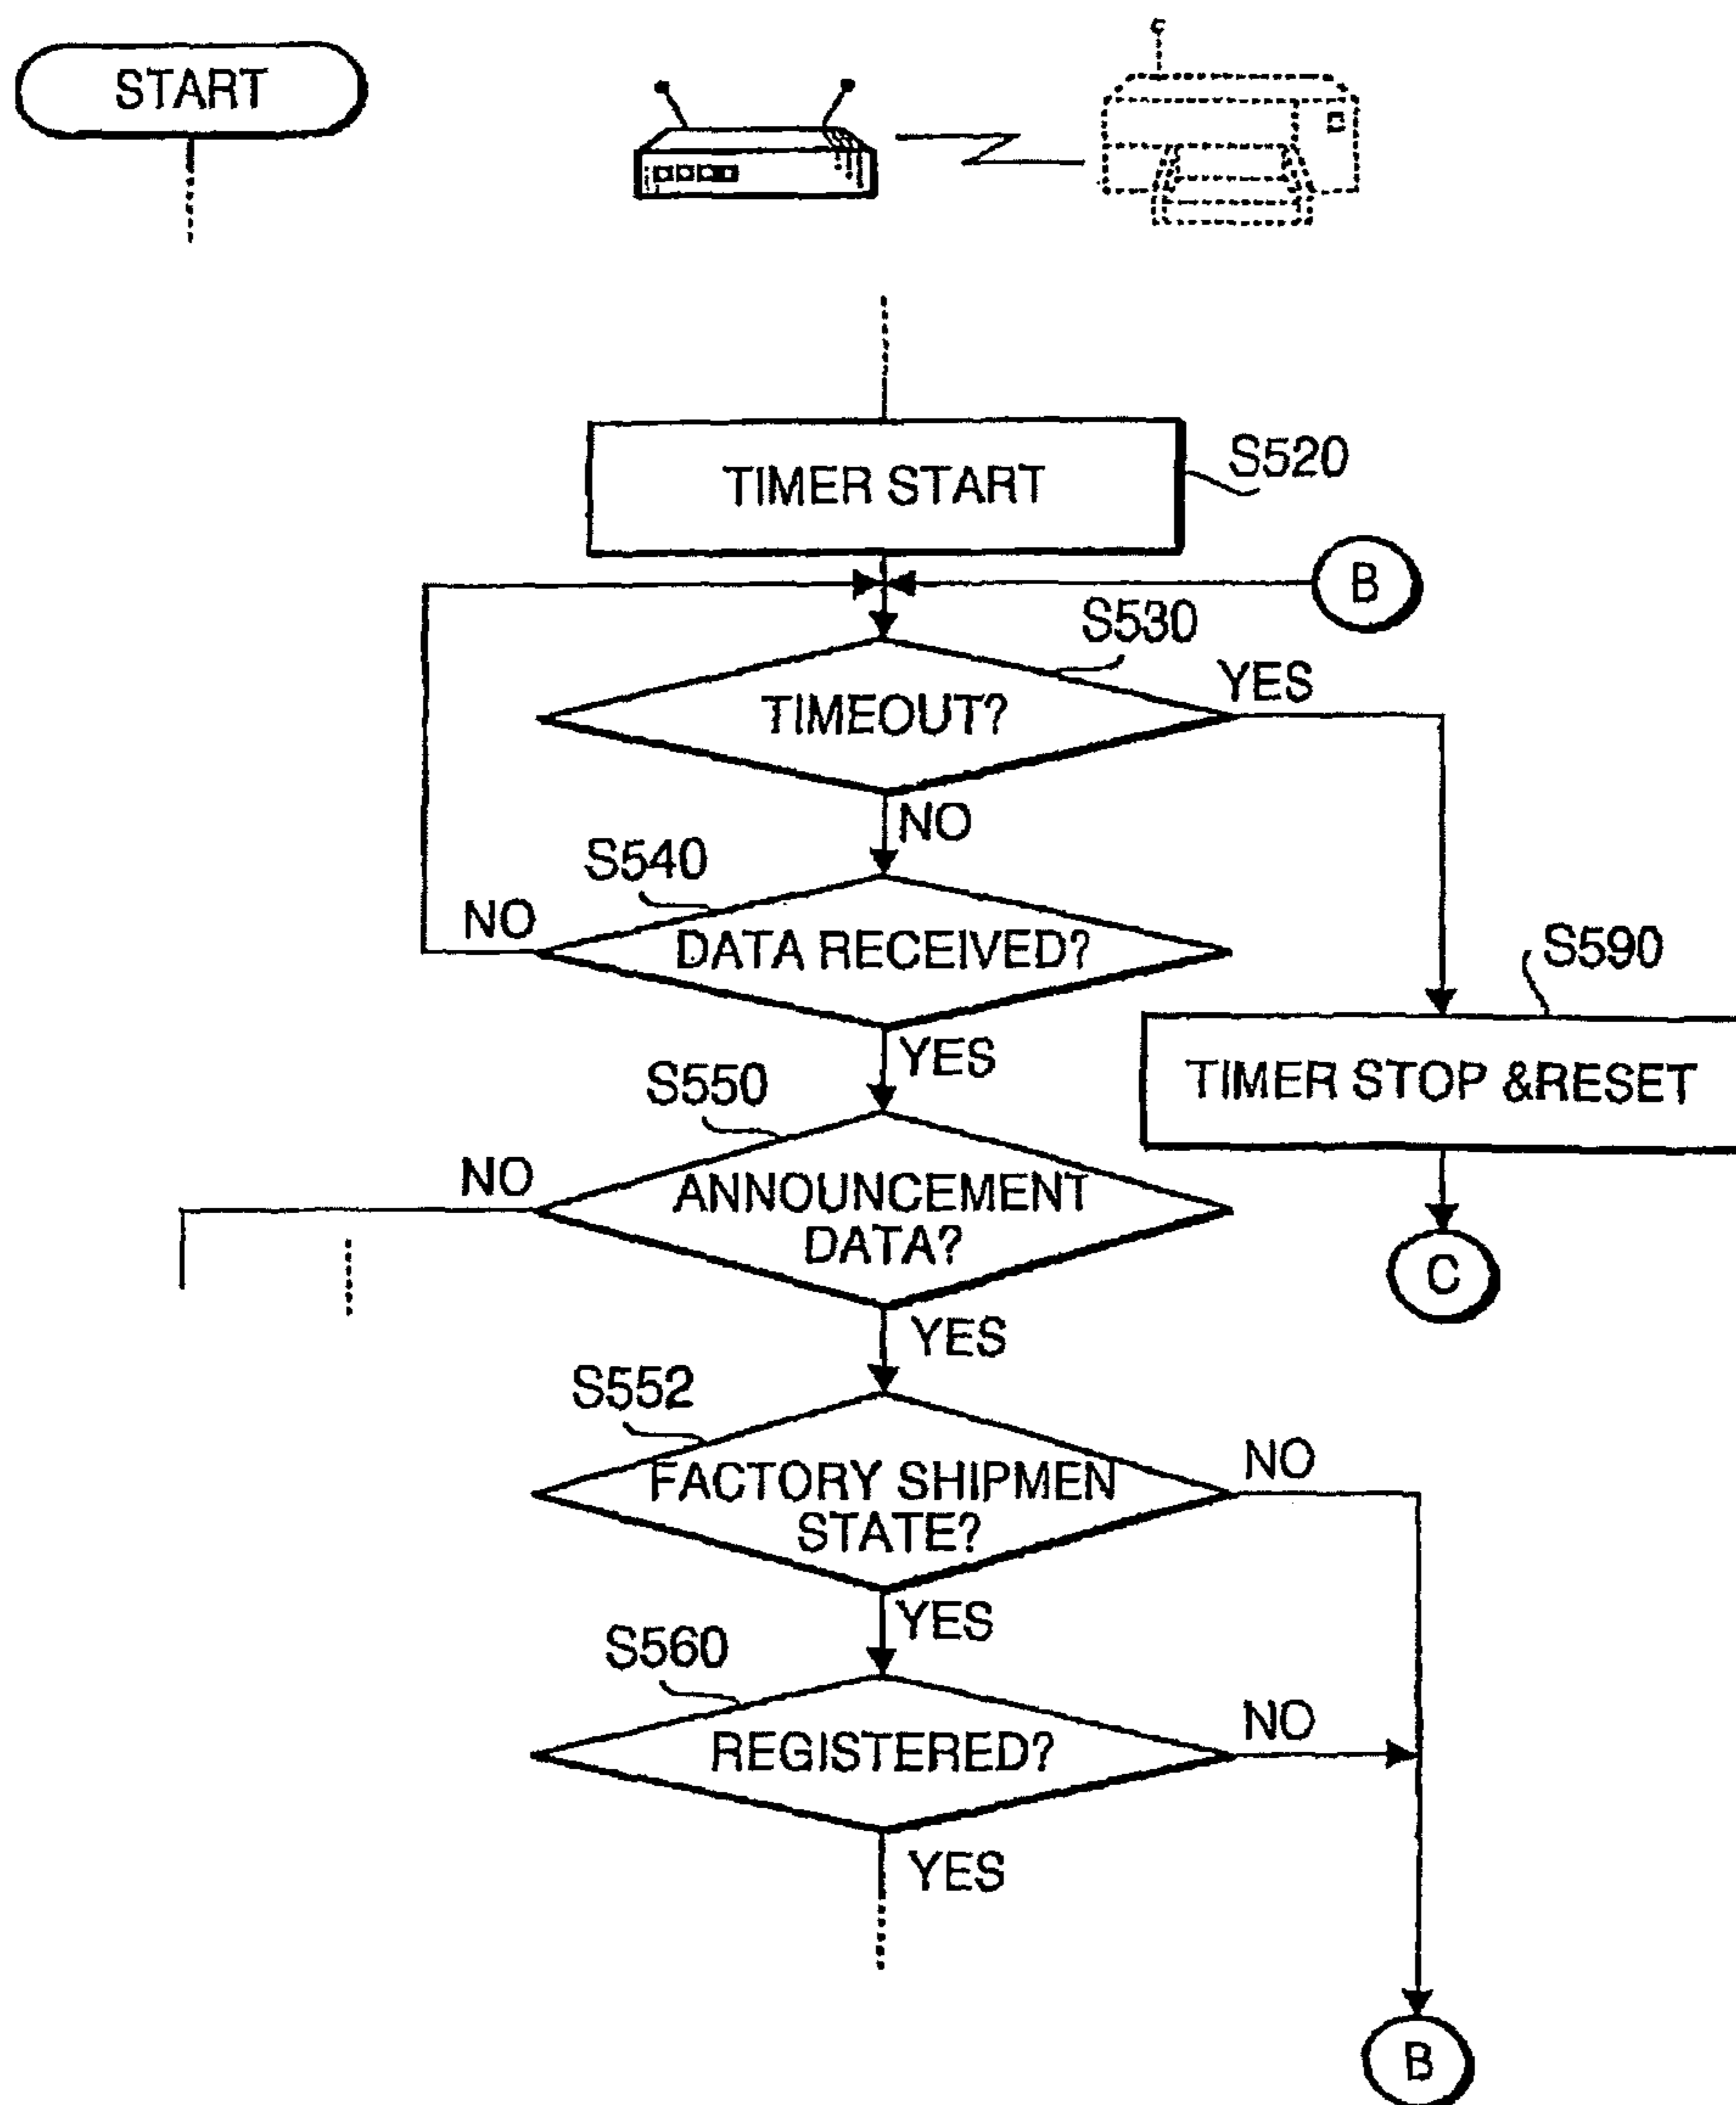 START
TIMER START
S520
B
S530
TIMEOUT?
YES
NO
S540
DATA RECEIVED?
NO
YES
S590
TIMER STOP &RESET
C
S550
ANNOUNCEMENT
DATA?
NO
YES
S552
FACTORY SHIPMEN
STATE?
NO
YES
S560
REGISTERED?
NO
YES
B